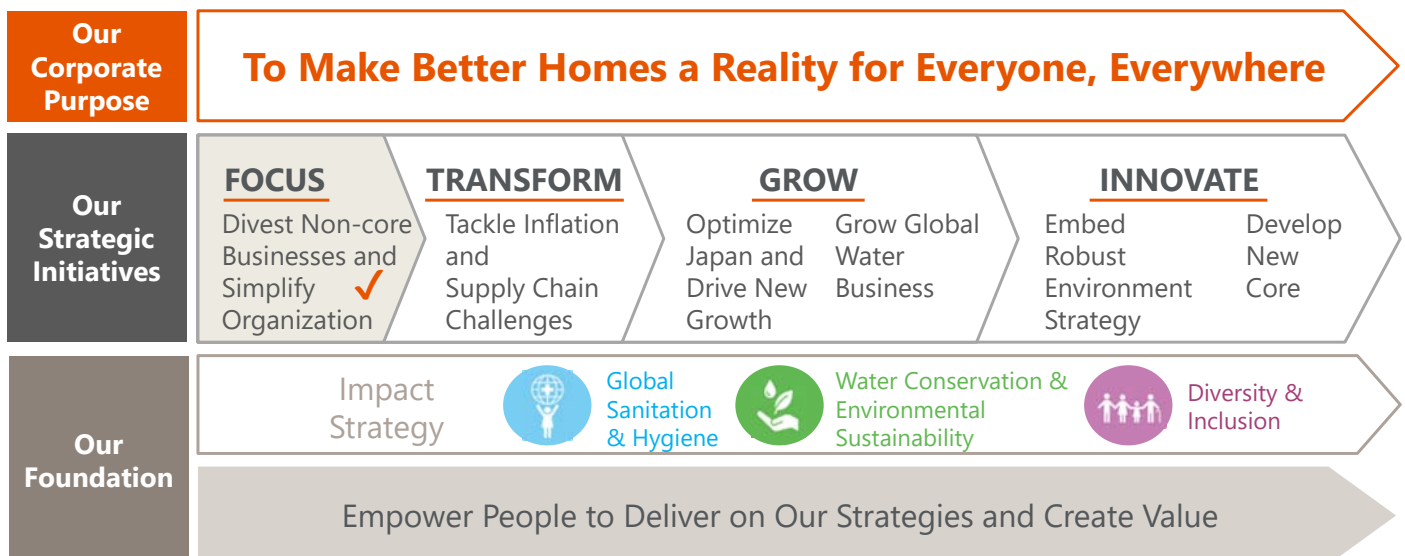 Our
Corporate
Purpose
To Make Better Homes a Reality for Everyone, Everywhere
Our
Strategic
Initiatives
FOCUS
Divest Non-core
Businesses and
Simplify
Organization
TRANSFORM
Tackle Inflation
and
Supply Chain
Challenges
GROW
Optimize
Japan and
Drive New
Growth
Grow Global
Water
Business
INNOVATE
Embed
Robust
Environment
Strategy
Develop
New
Core
Our
Foundation
Impact
Strategy
Global
Sanitation
& Hygiene
Water Conservation &
Environmental
Sustainability
Diversity &
Inclusion
Empower People to Deliver on Our Strategies and Create Value